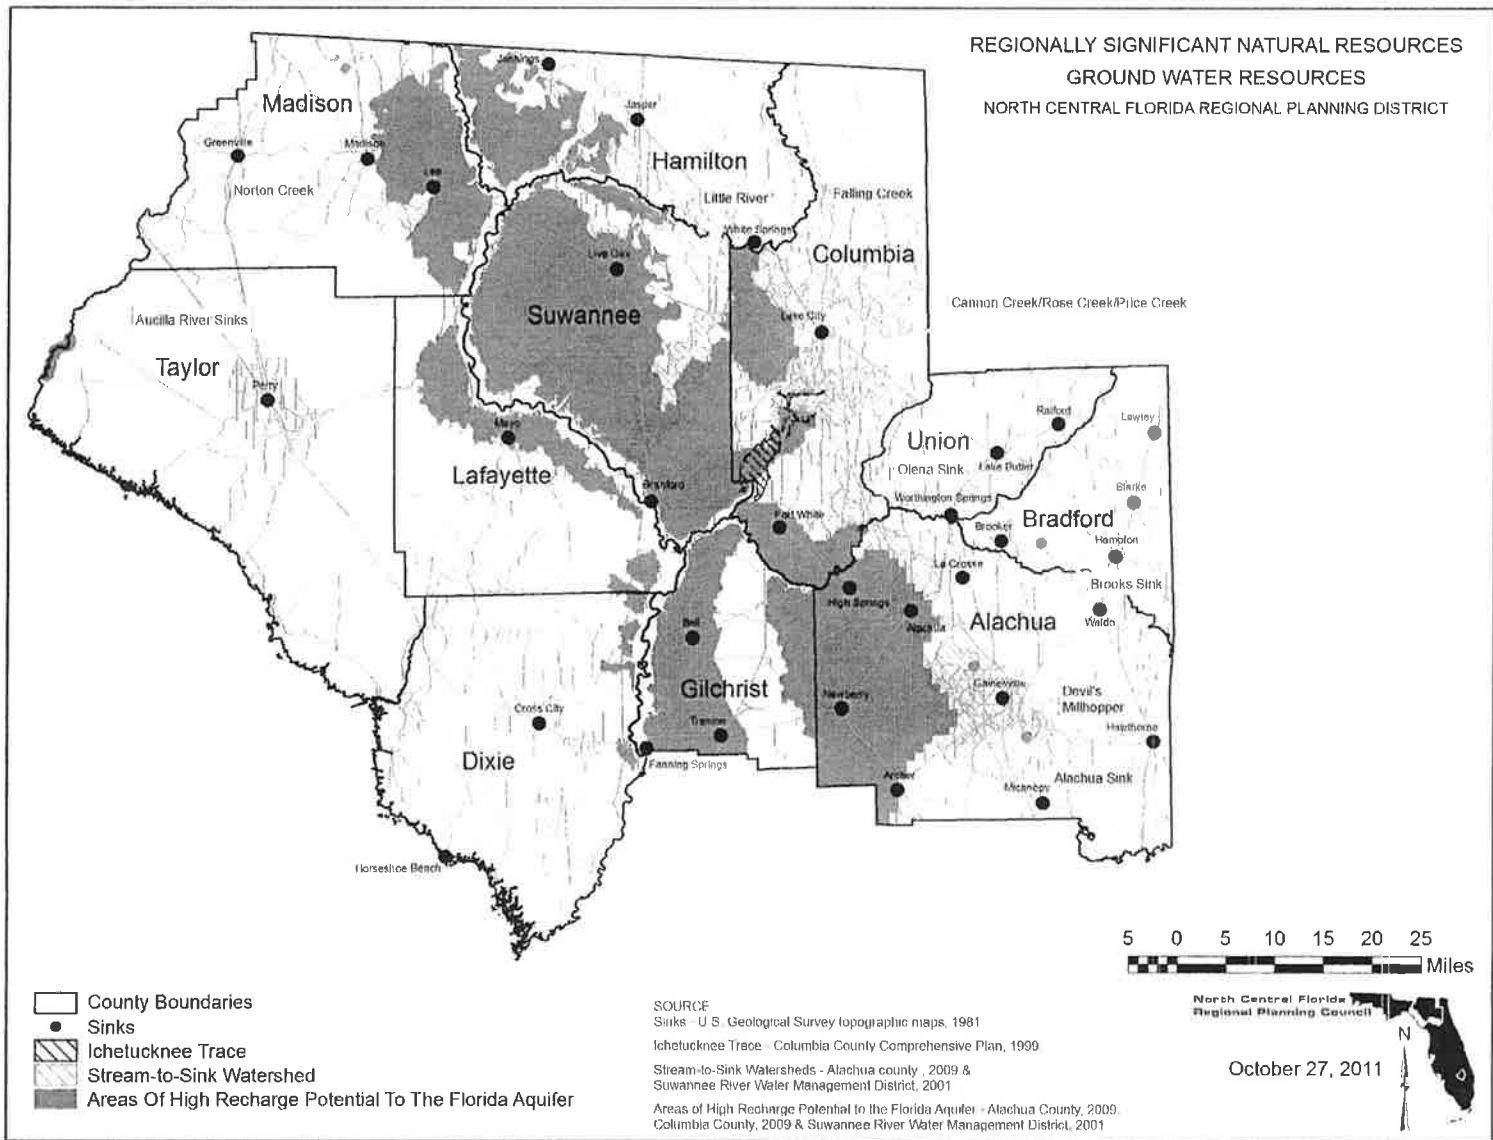 REGIONALLY SIGNIFICANT NATURAL RESOURCES
GROUND WATER RESOURCES
NORTH CENTRAL FLORIDA REGIONAL PLANNING DISTRICT
Jennings
Madison
Jasper
Greenville
Madison
Hamilton
Lee
Norton Creek
Little River
Falling Creek
White Springs
Live Oak
Columbia
Cannon Creek/Rose Creek/Price Creek
Suwannee
Lake City
Aucilla River Sinks
Taylor
Perry
Raiford
Lawtey
Mayo
Union
Lafayette
Olena Sink
Lake Butler
Branford
Starke
Worthington Springs
Fort White
Brooker
Bradford
Hampton
La Crosse
Brooks Sink
High Springs
Alachua
Alachua
Waldo
Bell
Gilchrist
Gainesville
Devil's
Millhopper
Newberry
Cross City
Trenton
Hawthorne
Dixie
Fanning Springs
Archer
Alachua Sink
Micanopy
Horseshoe Beach
5 0 5 10 15 20 25
Miles
County Boundaries
Sinks
Ichetucknee Trace
Stream-to-Sink Watershed
Areas Of High Recharge Potential To The Florida Aquifer
SOURCE
Sinks - U.S. Geological Survey topographic maps, 1981
Ichetucknee Trace - Columbia County Comprehensive Plan, 1999
Stream-to-Sink Watersheds - Alachua county , 2009 &
Suwannee River Water Management District, 2001
Areas of High Recharge Potential to the Florida Aquifer - Alachua County, 2009.
Columbia County, 2009 & Suwannee River Water Management District, 2001
North Central Florida
Regional Planning Council
N
October 27, 2011